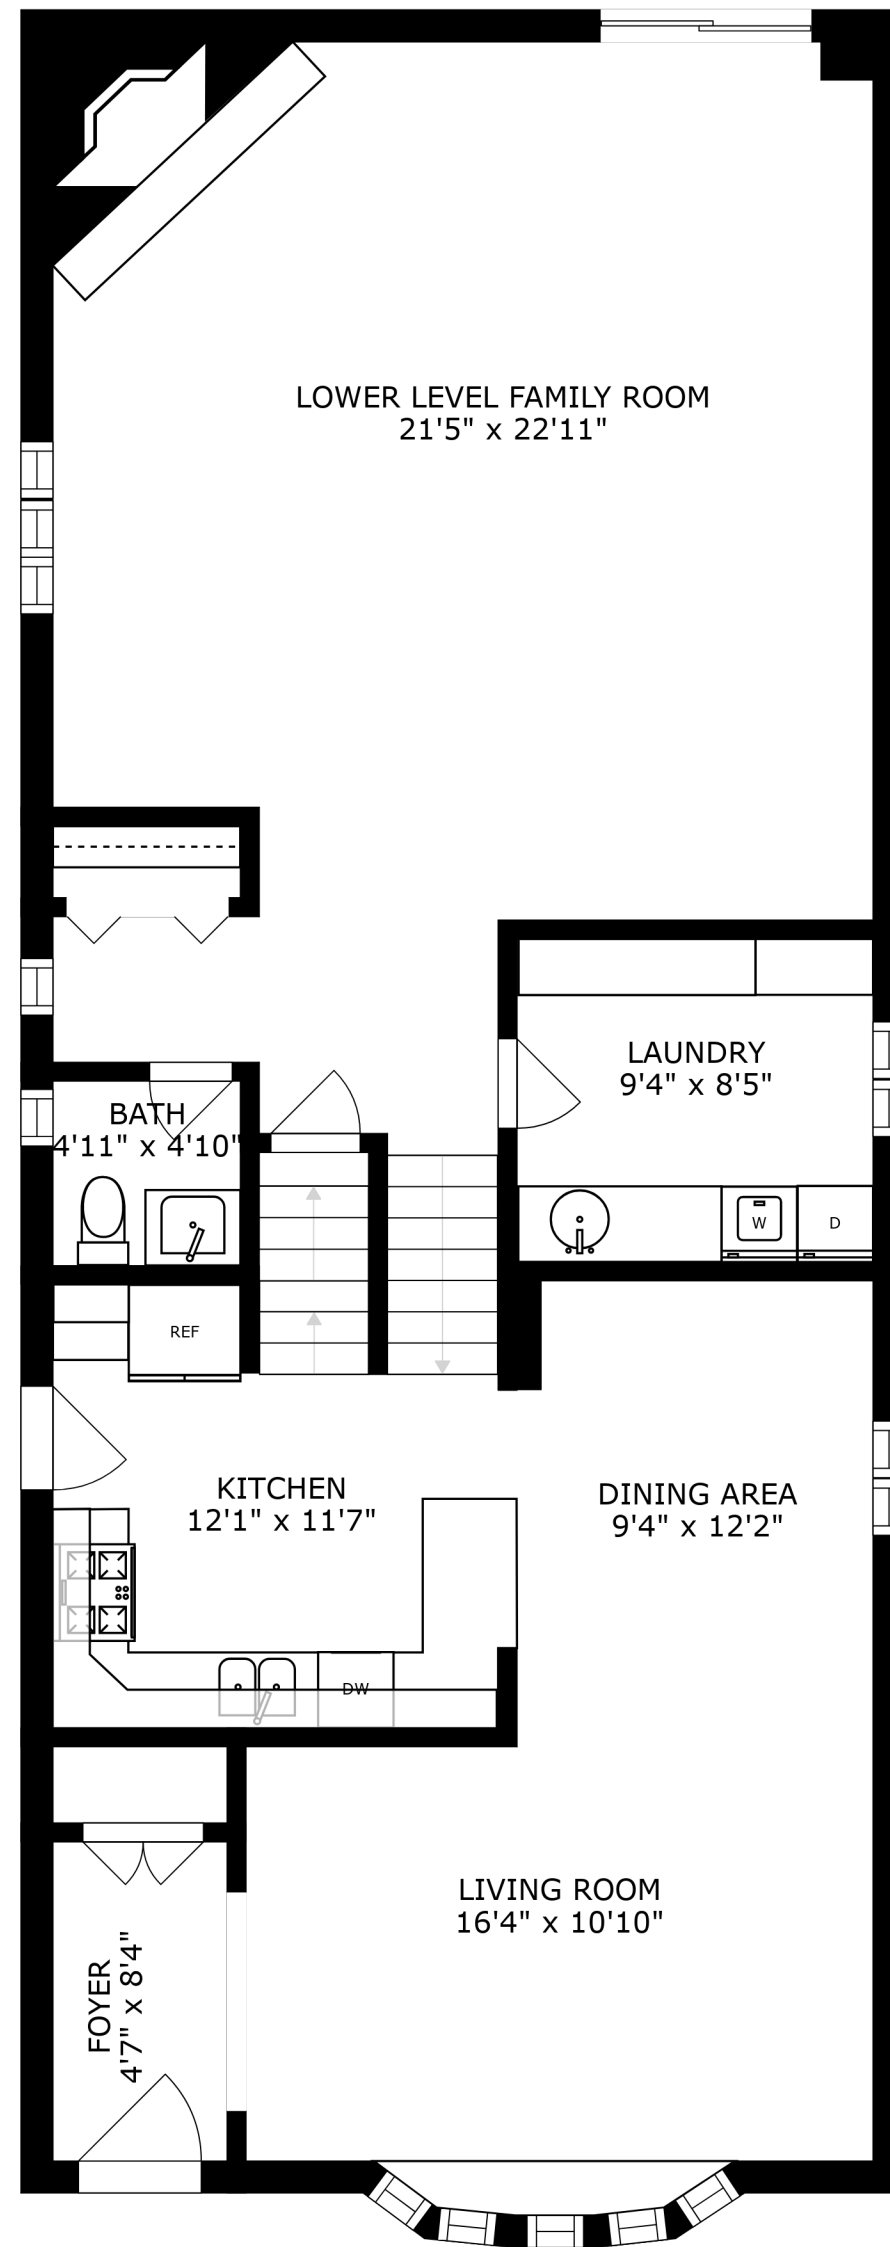 LOWER LEVEL FAMILY ROOM
21'5" x 22'11"
LAUNDRY
9'4" x 8'5"
BATH
4'11" x 4'10"
W
D
REF
KITCHEN
12'1" x 11'7"
DINING AREA
9'4" x 12'2"
DW
LIVING ROOM
16'4" x 10'10"
FOYER
4'7" x 8'4"